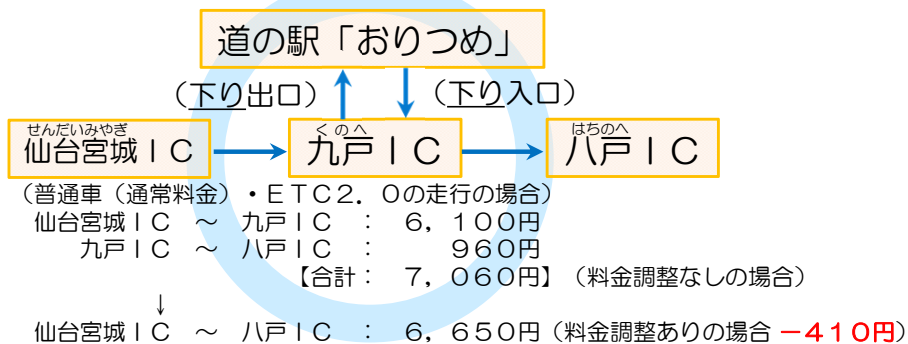 道の駅「おりつめ」
（下り出口）
（下り入口）
せんだいみやぎ
仙台宮城ＩＣ
くのへ
九戸ＩＣ
はちのへ
八戸ＩＣ
（普通車（通常料金）・ＥＴＣ２．０の走行の場合）
仙台宮城ＩＣ　～　九戸ＩＣ　：　６，１００円
九戸ＩＣ　～　八戸ＩＣ　：　９６０円
【合計：　７，０６０円】（料金調整なしの場合）
↓
仙台宮城ＩＣ　～　八戸ＩＣ　：　６，６５０円（料金調整ありの場合 －４１０円）